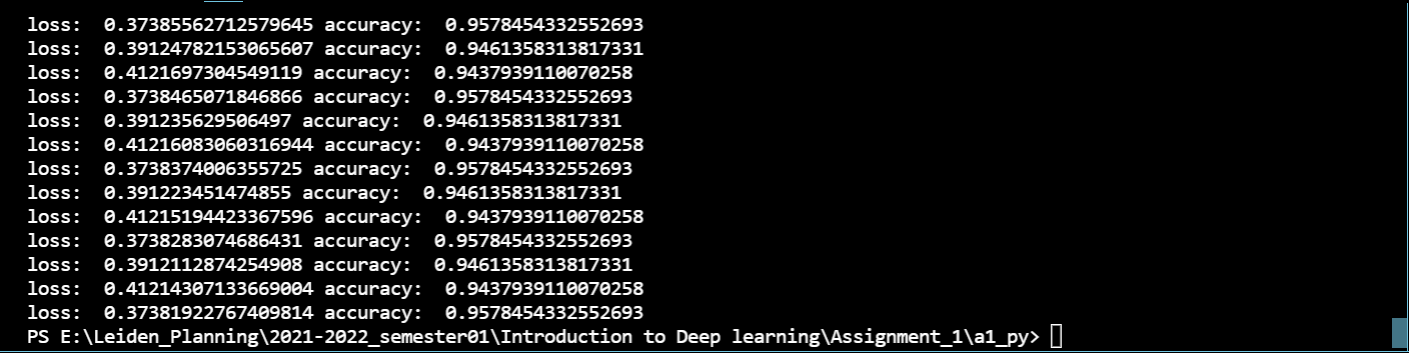 loss:  0.37385562712579645 accuracy:  0.9578454332552693
loss:  0.39124782153065607 accuracy:  0.9461358313817331
loss:  0.4121697304549119 accuracy:  0.9437939110070258
loss:  0.3738465071846866 accuracy:  0.9578454332552693
loss:  0.391235629506497 accuracy:  0.9461358313817331
loss:  0.41216083060316944 accuracy:  0.9437939110070258
loss:  0.3738374006355725 accuracy:  0.9578454332552693
loss:  0.391223451474855 accuracy:  0.9461358313817331
loss:  0.41215194423367596 accuracy:  0.9437939110070258
loss:  0.3738283074686431 accuracy:  0.9578454332552693
loss:  0.3912112874254908 accuracy:  0.9461358313817331
loss:  0.41214307133669004 accuracy:  0.9437939110070258
loss:  0.37381922767409814 accuracy:  0.9578454332552693
PS E:\Leiden_Planning\2021-2022_semester01\Introduction to Deep learning\Assignment_1\a1_py>